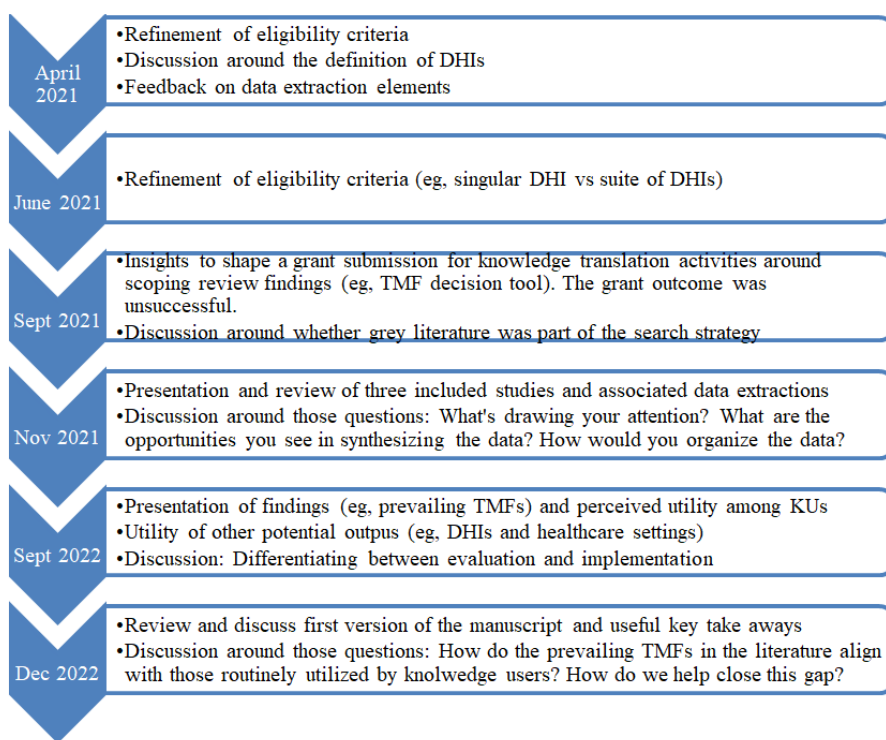 April
2021
•Refinement of eligibility criteria
•Discussion around the definition of DHIs
•Feedback on data extraction elements
June 2021
•Refinement of eligibility criteria (eg, singular DHI vs suite of DHIs)
Sept 2021
•Insights to shape a grant submission for knowledge translation activities around
scoping review findings (eg, TMF decision tool). The grant outcome was
unsuccessful.
•Discussion around whether grey literature was part of the search strategy
Nov 2021
•Presentation and review of three included studies and associated data extractions
•Discussion around those questions: What's drawing your attention? What are the
opportunities you see in synthesizing the data? How would you organize the data?
Sept 2022
•Presentation of findings (eg, prevailing TMFs) and perceived utility among KUs
•Utility of other potential outpus (eg, DHIs and healthcare settings)
•Discussion: Differentiating between evaluation and implementation
Dec 2022
•Review and discuss first version of the manuscript and useful key take aways
•Discussion around those questions: How do the prevailing TMFs in the literature align
with those routinely utilized by knolwedge users? How do we help close this gap?